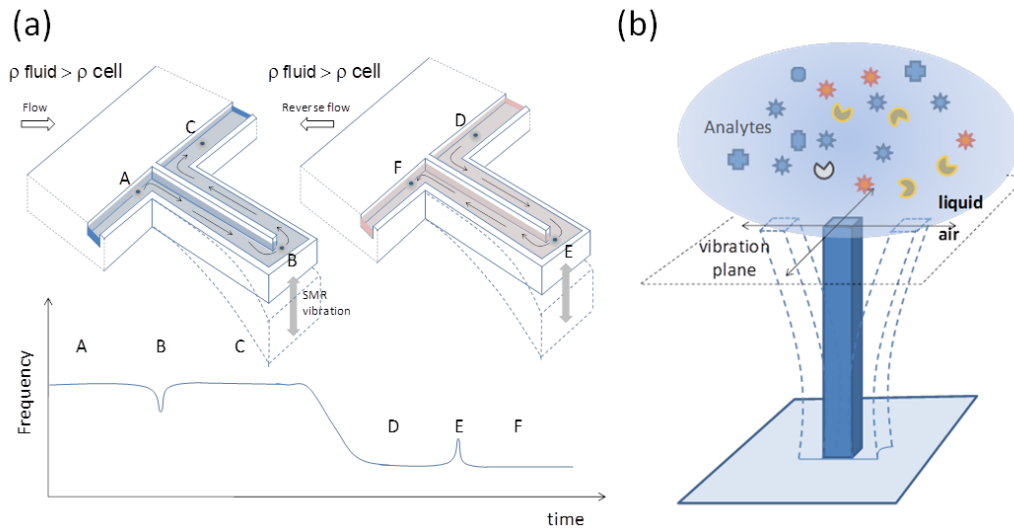 (a)
ρ fluid > ρ cell
ρ fluid > ρ cell
Flow
Reverse flow
C
D
A
F
B
E
SMR
vibration
A B C
D E F
Frequency
time
(b)
Analytes
liquid
air
vibration
plane